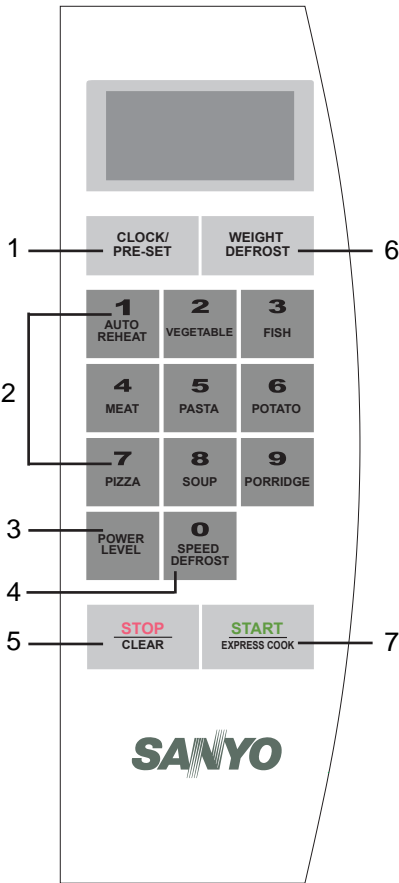 1
CLOCK/
PRE-SET
WEIGHT
DEFROST
6
2
1
AUTO
REHEAT
2
VEGETABLE
3
FISH
4
MEAT
5
PASTA
6
POTATO
7
PIZZA
8
SOUP
9
PORRIDGE
3
POWER
LEVEL
0
SPEED
DEFROST
4
5
STOP
CLEAR
START
EXPRESS COOK
7
SANYO